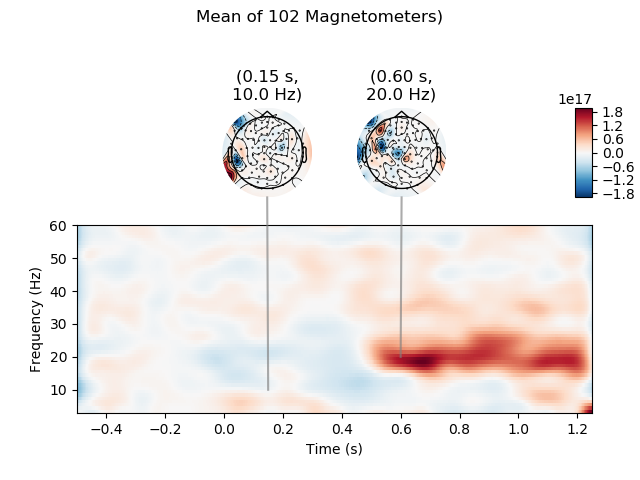 Mean of 102 Magnetometers)
(0.15 s,
10.0 Hz)
(0.60 s,
20.0 Hz)
1e17
1.8
1.2
0.6
0.0
−0.6
−1.2
−1.8
60
50
40
30
20
10
Frequency (Hz)
−0.4
−0.2
0.0
0.2
0.4
0.6
0.8
1.0
1.2
Time (s)